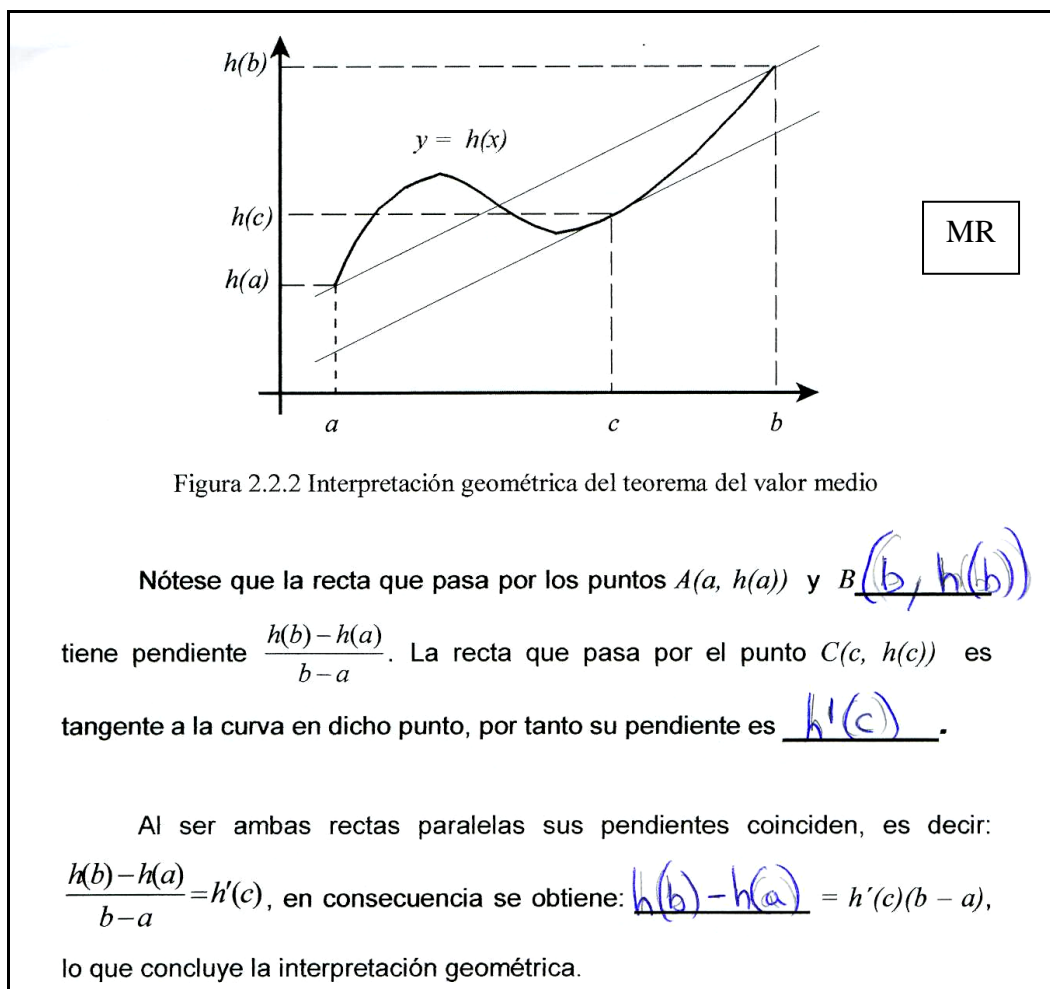 h(b)
y = h(x)
h(c)
MR
h(a)
a c b
Figura 2.2.2 Interpretación geométrica del teorema del valor medio
Nótese que la recta que pasa por los puntos A(a, h(a)) y B(b, h(b))
tiene pendiente \frac{h(b)-h(a)}{b-a}. La recta que pasa por el punto C(c, h(c)) es
tangente a la curva en dicho punto, por tanto su pendiente es h'(c).
Al ser ambas rectas paralelas sus pendientes coinciden, es decir:
\frac{h(b)-h(a)}{b-a}=h'(c), en consecuencia se obtiene: h(b)-h(a) = h´(c)(b – a),
lo que concluye la interpretación geométrica.